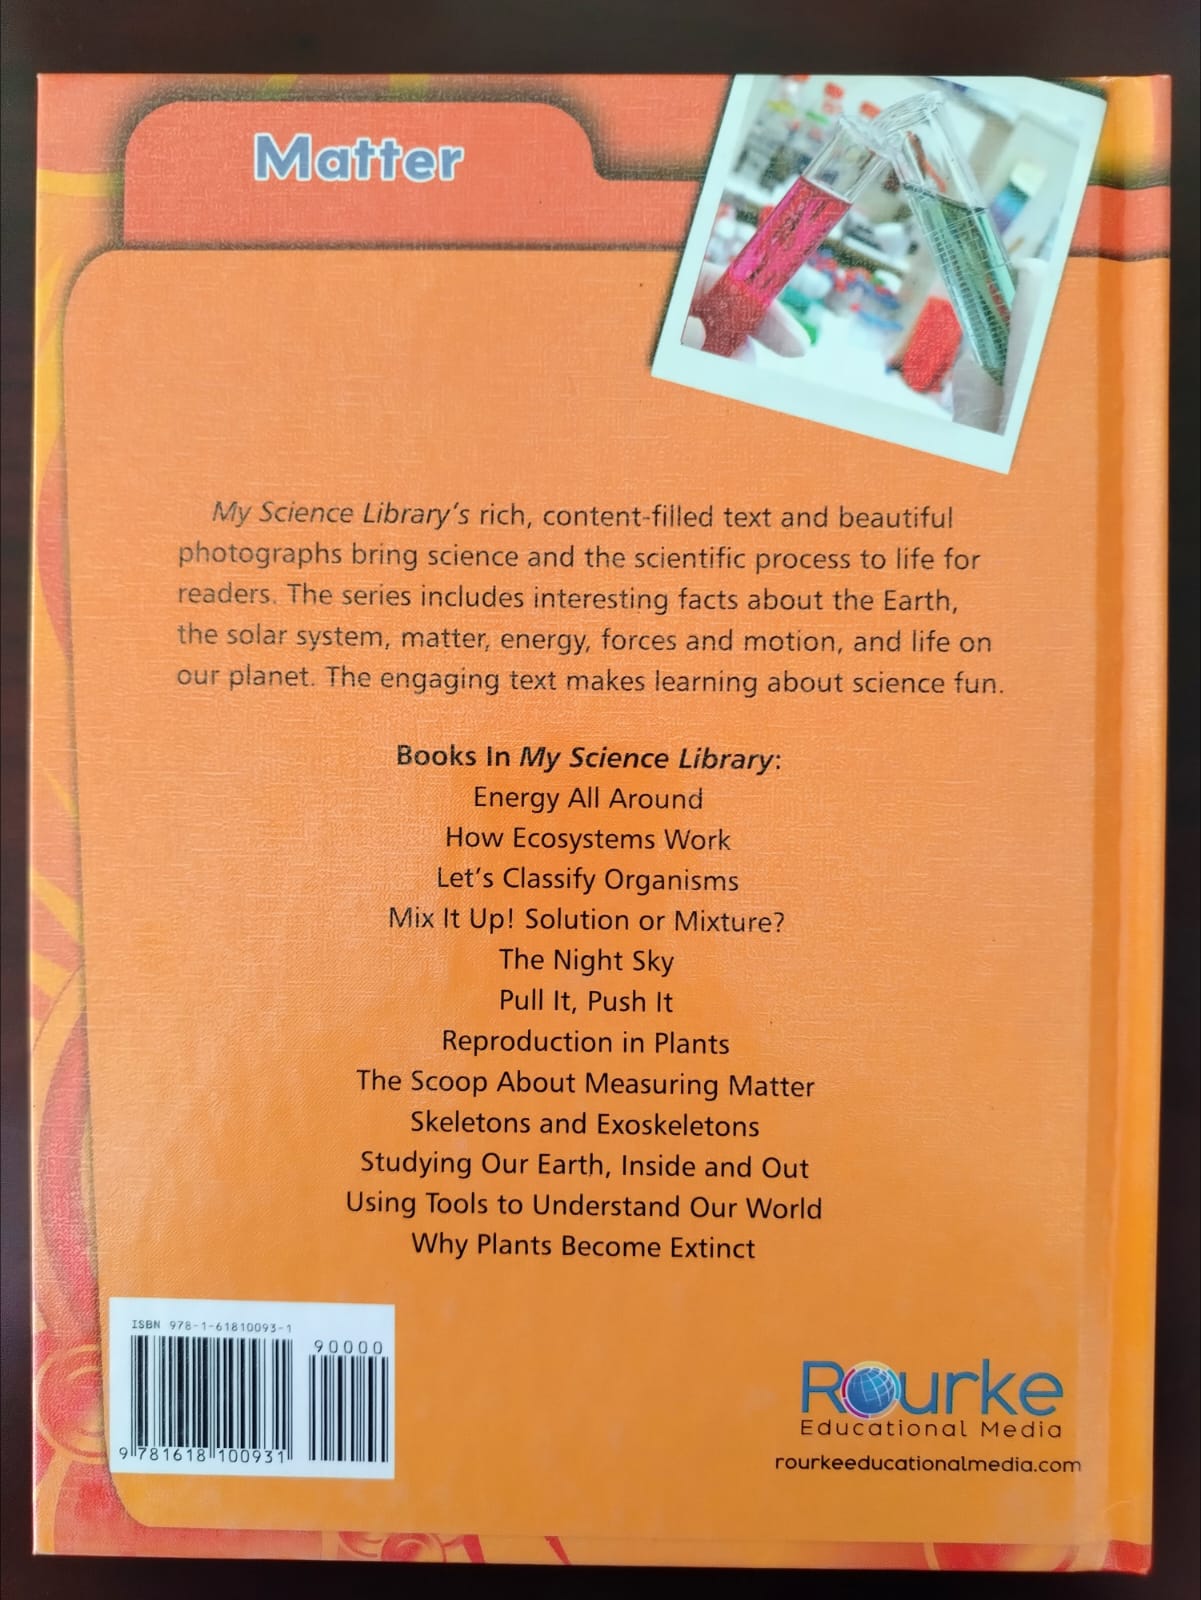 Matter
My Science Library's rich, content-filled text and beautiful
photographs bring science and the scientific process to life for
readers. The series includes interesting facts about the Earth,
the solar system, matter, energy, forces and motion, and life on
our planet. The engaging text makes learning about science fun.
Books In My Science Library:
Energy All Around
How Ecosystems Work
Let's Classify Organisms
Mix It Up! Solution or Mixture?
The Night Sky
Pull It, Push It
Reproduction in Plants
The Scoop About Measuring Matter
Skeletons and Exoskeletons
Studying Our Earth, Inside and Out
Using Tools to Understand Our World
Why Plants Become Extinct
ISBN 978-1-61810093-1
90000
9 781618 100931
Rourke
Educational Media
rourkeeducationalmedia.com